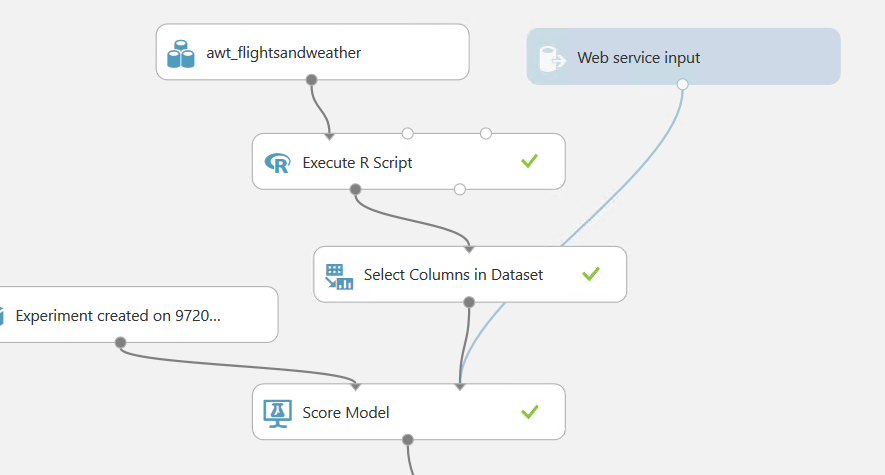 awt_flightsandweather
Web service input
Execute R Script
Select Columns in Dataset
Experiment created on 9720...
Score Model